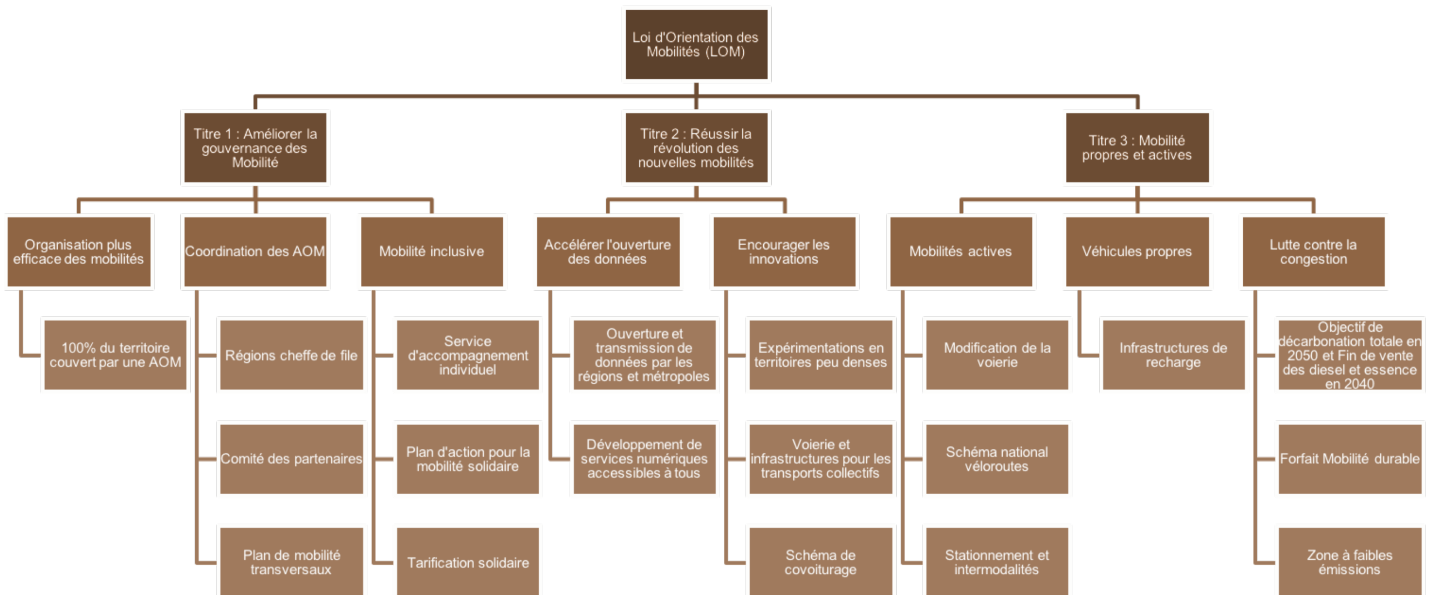 Loi d'Orientation des
Mobilités (LOM)
Titre 1 : Améliorer la
gouvernance des
Mobilité
Titre 2 : Réussir la
révolution des
nouvelles mobilités
Titre 3 : Mobilité
propres et actives
Organisation plus
efficace des mobilités
Coordination des AOM
Mobilité inclusive
Accélérer l'ouverture
des données
Encourager les
innovations
Mobilités actives
Véhicules propres
Lutte contre la
congestion
100% du territoire
couvert par une AOM
Régions cheffe de file
Service
d'accompagnement
individuel
Ouverture et
transmission de
données par les
régions et métropoles
Expérimentations en
territoires peu denses
Modification de la
voierie
Infrastructures de
recharge
Objectif de
décarbonation totale en
2050 et Fin de vente
des diesel et essence
en 2040
Comité des partenaires
Plan d'action pour la
mobilité solidaire
Développement de
services numériques
accessibles à tous
Voierie et
infrastructures pour les
transports collectifs
Schéma national
véloroutes
Forfait Mobilité durable
Plan de mobilité
transversaux
Tarification solidaire
Schéma de
covoiturage
Stationnement et
intermodalités
Zone à faibles
émissions